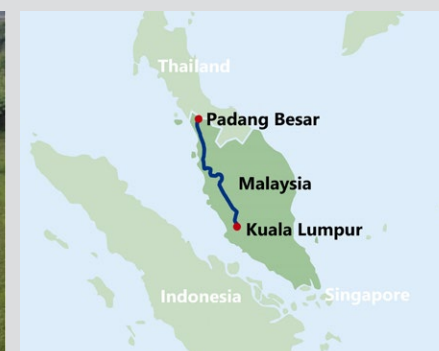 Thailand
Padang Besar
Malaysia
Kuala Lumpur
Indonesia
Singapore